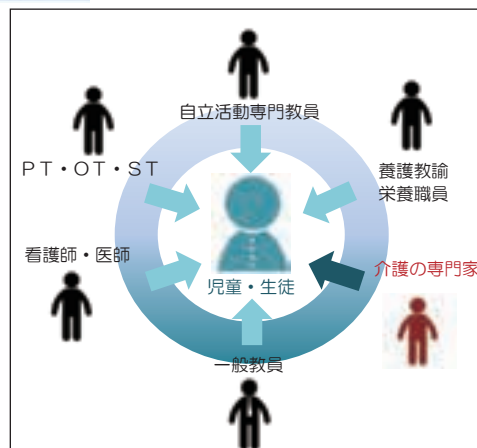 自立活動専門教員
PT・OT・ST
養護教諭
栄養職員
看護師・医師
介護の専門家
児童・生徒
一般教員